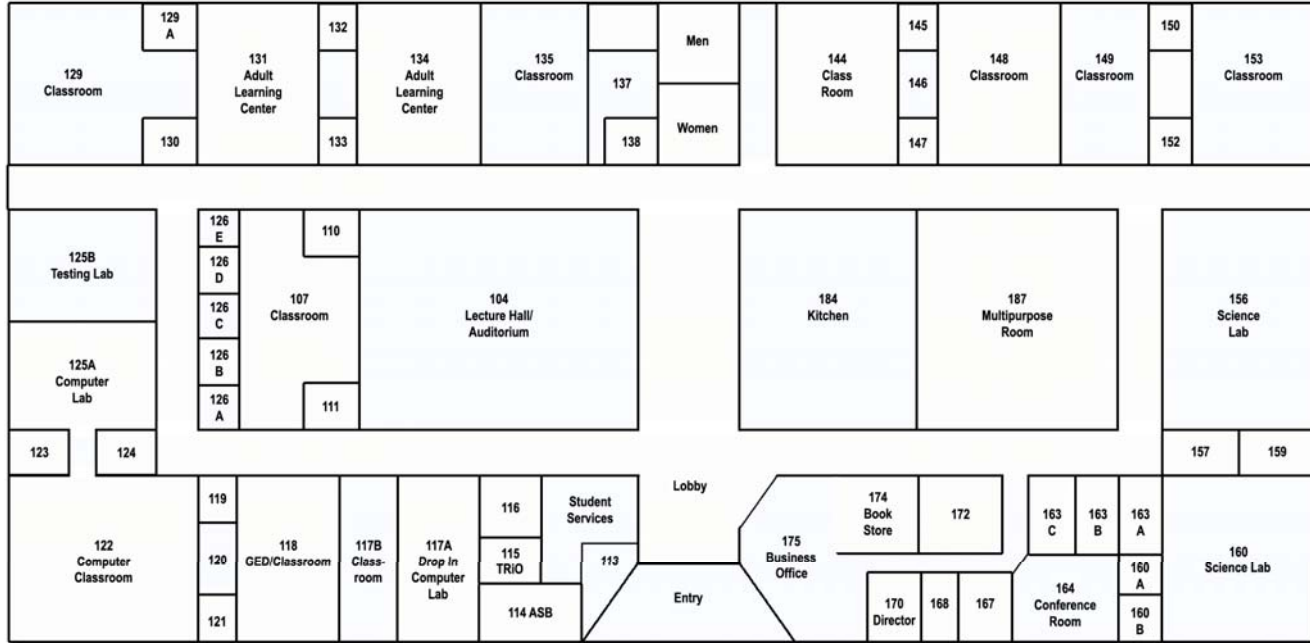 129
A
129
Classroom
130
131
Adult
Learning
Center
132
133
134
Adult
Learning
Center
135
Classroom
137
138
Men
Women
144
Class
Room
145
146
147
148
Classroom
149
Classroom
150
152
153
Classroom
125B
Testing Lab
125A
Computer
Lab
123
124
126
E
126
D
126
C
126
B
126
A
107
Classroom
110
111
104
Lecture Hall/
Auditorium
184
Kitchen
187
Multipurpose
Room
156
Science
Lab
157
159
122
Computer
Classroom
119
120
121
118
GED/Classroom
117B
Class-
room
117A
Drop In
Computer
Lab
116
115
TRiO
114 ASB
Student
Services
113
Lobby
Entry
175
Business
Office
174
Book
Store
172
170
Director
168
167
163
C
163
B
163
A
164
Conference
Room
160
A
160
B
160
Science Lab